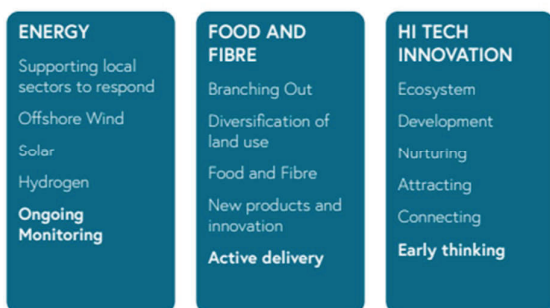 ENERGY
Supporting local
sectors to respond
Offshore Wind
Solar
Hydrogen
Ongoing
Monitoring
FOOD AND
FIBRE
Branching Out
Diversification of
land use
Food and Fibre
New products and
innovation
Active delivery
HI TECH
INNOVATION
Ecosystem
Development
Nurturing
Attracting
Connecting
Early thinking